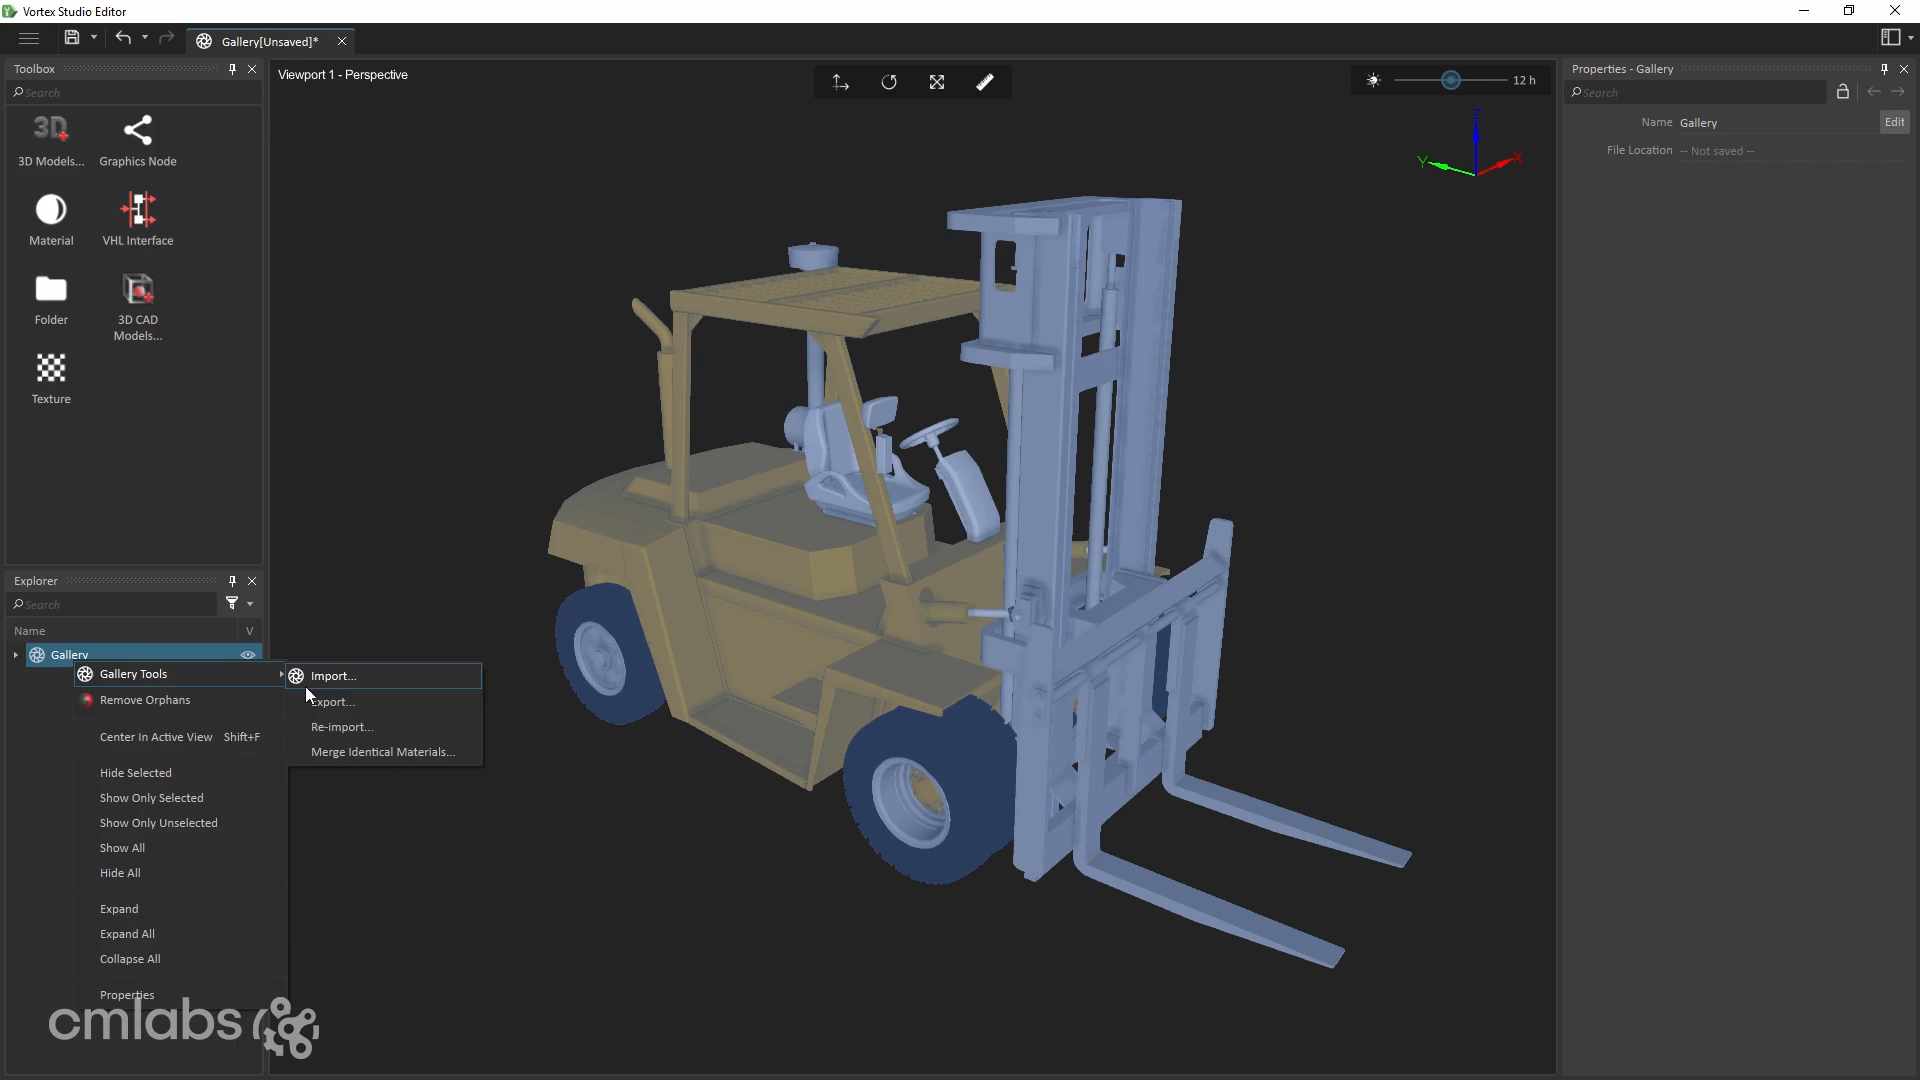 Vortex Studio Editor
Gallery[Unsaved]*
Toolbox
Search
3D Models...
Graphics Node
Material
VHL Interface
Folder
3D CAD
Models...
Texture
Explorer
Search
Name
V
Gallery
Gallery Tools
Remove Orphans
Center In Active View Shift+F
Hide Selected
Show Only Selected
Show Only Unselected
Show All
Hide All
Expand
Expand All
Collapse All
Properties
Import...
Export...
Re-import...
Merge Identical Materials...
cmlabs
Viewport 1 - Perspective
12 h
Z
Y
X
Properties - Gallery
Search
Name Gallery
Edit
File Location -- Not saved --